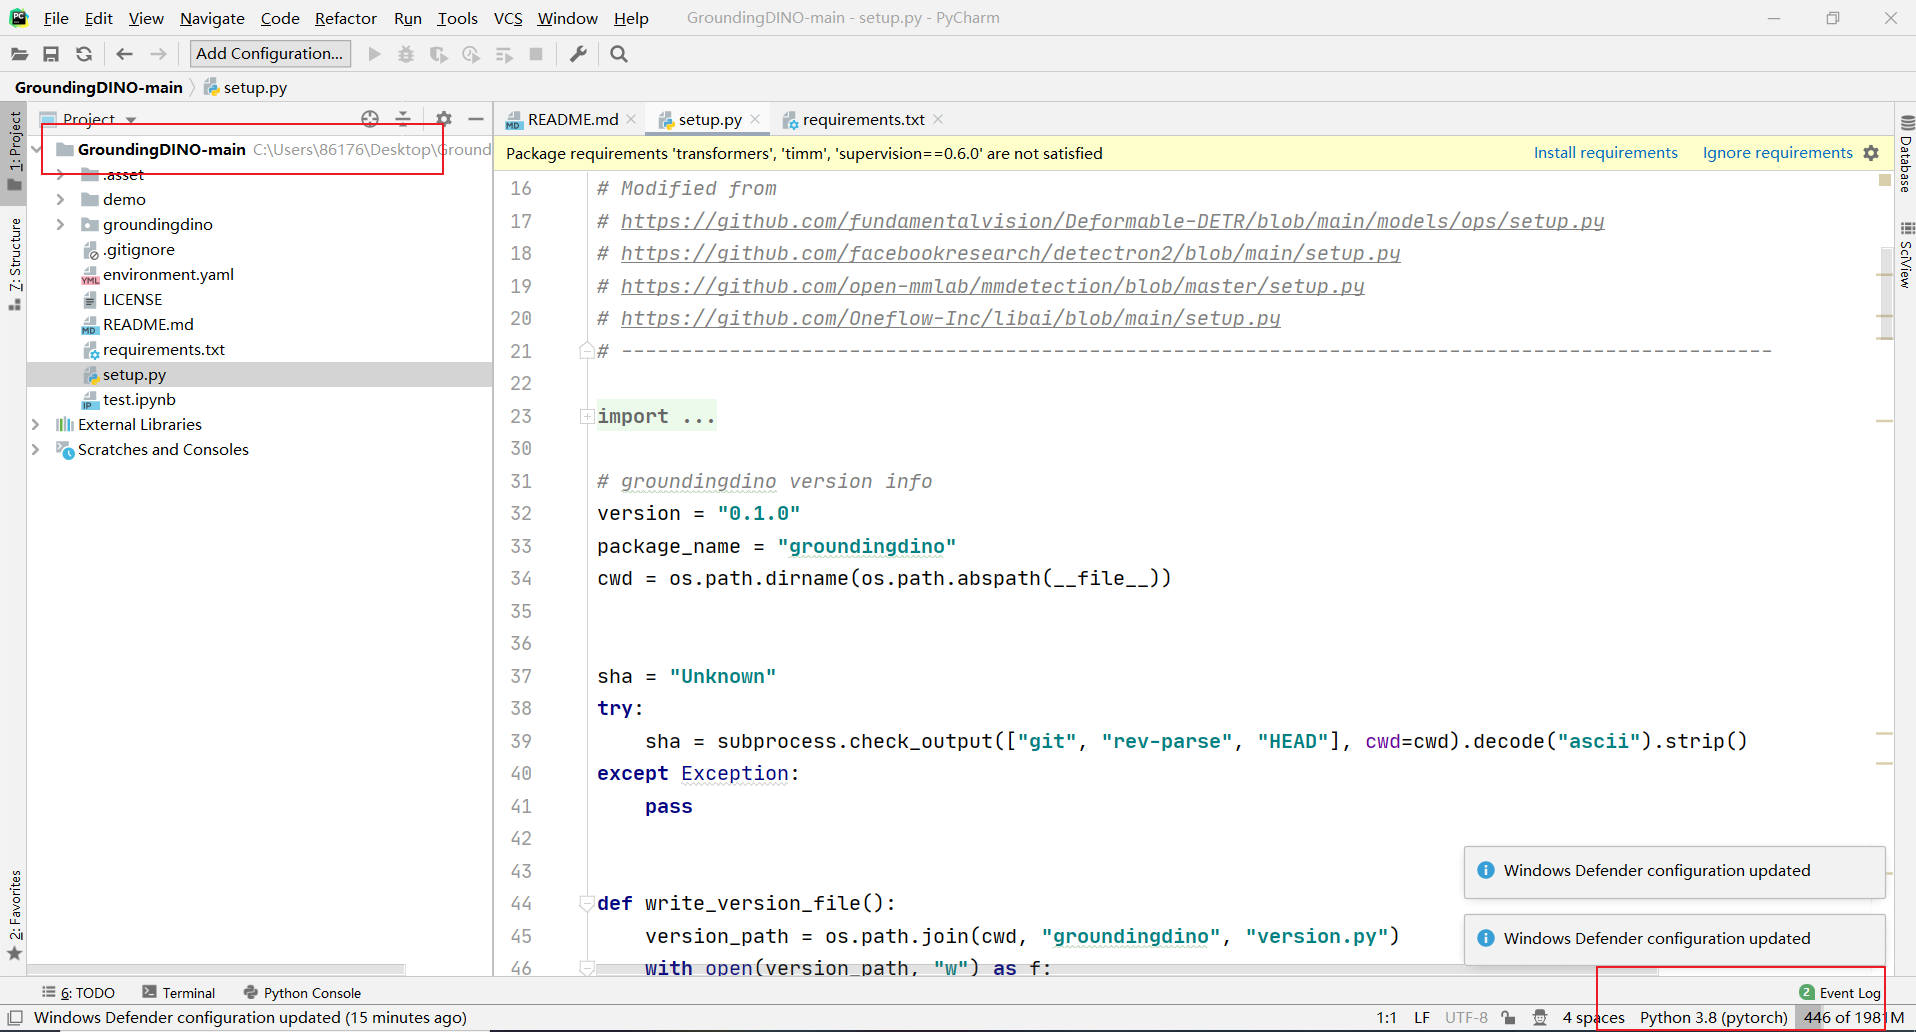 File Edit View Navigate Code Refactor Run Tools VCS Window Help GroundingDINO-main - setup.py - PyCharm
Add Configuration...
GroundingDINO-main setup.py
Project
README.md setup.py requirements.txt
GroundingDINO-main C:\Users\86176\Desktop\Ground
Package requirements 'transformers', 'timm', 'supervision==0.6.0' are not satisfied Install requirements Ignore requirements
.asset
demo
groundingdino
.gitignore
environment.yaml
LICENSE
README.md
requirements.txt
setup.py
test.ipynb
External Libraries
Scratches and Consoles
1: Project
7: Structure
2: Favorites
16 # Modified from
17 # https://github.com/fundamentalvision/Deformable-DETR/blob/main/models/ops/setup.py
18 # https://github.com/facebookresearch/detectron2/blob/main/setup.py
19 # https://github.com/open-mmlab/mmdetection/blob/master/setup.py
20 # https://github.com/Oneflow-Inc/libai/blob/main/setup.py
21 # -----------------------------------------------------------------------------------------------
22
23 import ...
30
31 # groundingdino version info
32 version = "0.1.0"
33 package_name = "groundingdino"
34 cwd = os.path.dirname(os.path.abspath(__file__))
35
36
37 sha = "Unknown"
38 try:
39 sha = subprocess.check_output(["git", "rev-parse", "HEAD"], cwd=cwd).decode("ascii").strip()
40 except Exception:
41 pass
42
43
44 def write_version_file():
45 version_path = os.path.join(cwd, "groundingdino", "version.py")
46 with open(version_path, "w") as f:
Database
SciView
Windows Defender configuration updated
Windows Defender configuration updated
6: TODO Terminal Python Console 2 Event Log
Windows Defender configuration updated (15 minutes ago) 1:1 LF UTF-8 4 spaces Python 3.8 (pytorch) 446 of 1981M